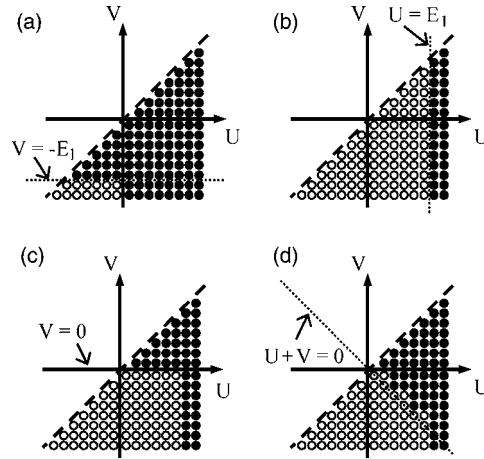 (a)
V
U
V = -E₁
(b)
U = E₁
V
U
(c)
V
V = 0
U
(d)
V
U + V = 0
U